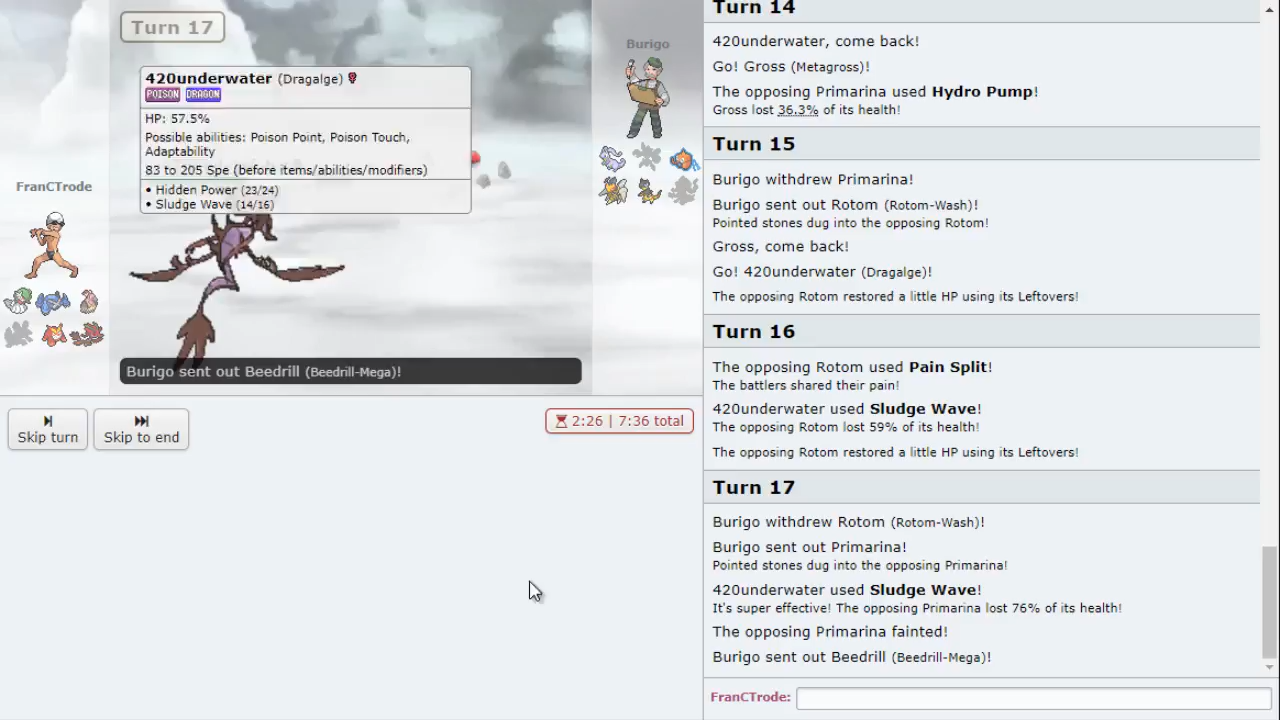 Turn 17
420underwater (Dragalge)
POISON DRAGON
HP: 57.5%
Possible abilities: Poison Point, Poison Touch,
Adaptability
83 to 205 Spe (before items/abilities/modifiers)
• Hidden Power (23/24)
• Sludge Wave (14/16)
Burigo
FranCTrode
Burigo sent out Beedrill (Beedrill-Mega)!
Skip turn
Skip to end
2:26 | 7:36 total
Turn 14
420underwater, come back!
Go! Gross (Metagross)!
The opposing Primarina used Hydro Pump!
Gross lost 36.3% of its health!
Turn 15
Burigo withdrew Primarina!
Burigo sent out Rotom (Rotom-Wash)!
Pointed stones dug into the opposing Rotom!
Gross, come back!
Go! 420underwater (Dragalge)!
The opposing Rotom restored a little HP using its Leftovers!
Turn 16
The opposing Rotom used Pain Split!
The battlers shared their pain!
420underwater used Sludge Wave!
The opposing Rotom lost 59% of its health!
The opposing Rotom restored a little HP using its Leftovers!
Turn 17
Burigo withdrew Rotom (Rotom-Wash)!
Burigo sent out Primarina!
Pointed stones dug into the opposing Primarina!
420underwater used Sludge Wave!
It's super effective! The opposing Primarina lost 76% of its health!
The opposing Primarina fainted!
Burigo sent out Beedrill (Beedrill-Mega)!
FranCTrode: